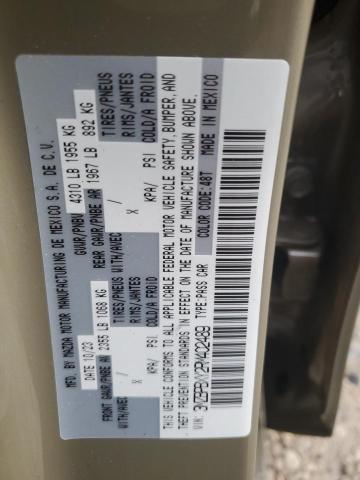 MFD. BY MAZDA MOTOR MANUFACTURING DE MEXICO S.A. DE C.V.
DATE 10/23 GVWR/PNBV 4310 LB 1955 KG
FRONT GAWR/PNBE AV 2355 LB 1068 KG REAR GAWR/PNBE AR 1967 LB 892 KG
WITH/AVEC TIRES/PNEUS WITH/AVEC TIRES/PNEUS
X RIMS/JANTES X RIMS/JANTES
KPA/ PSI COLD/A FROID KPA/ PSI COLD/A FROID
THIS VEHICLE CONFORMS TO ALL APPLICABLE FEDERAL MOTOR VEHICLE SAFETY, BUMPER, AND
THEFT PREVENTION STANDARDS IN EFFECT ON THE DATE OF MANUFACTURE SHOWN ABOVE.
VIN: TYPE:PASS CAR COLOR CODE:48T MADE IN MEXICO